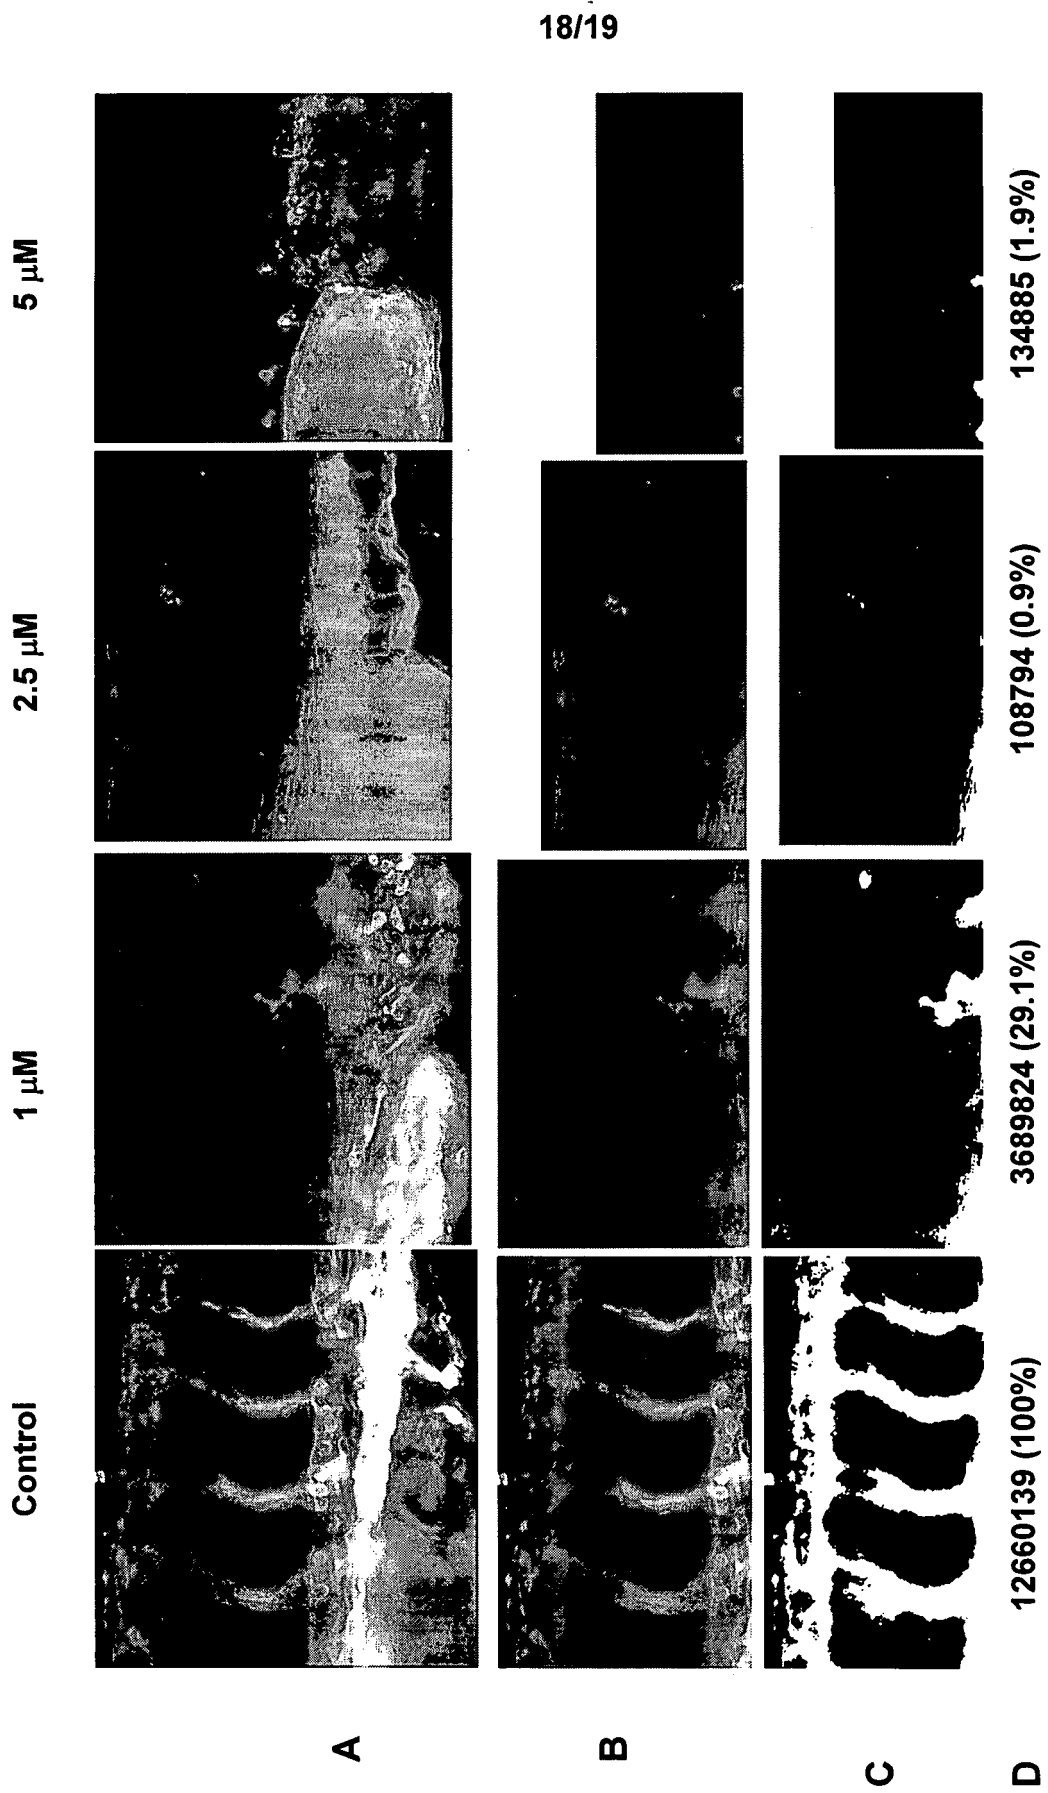 18/19
Control
1 μM
2.5 μM
5 μM
A
B
C
D
12660139 (100%)
3689824 (29.1%)
108794 (0.9%)
134885 (1.9%)